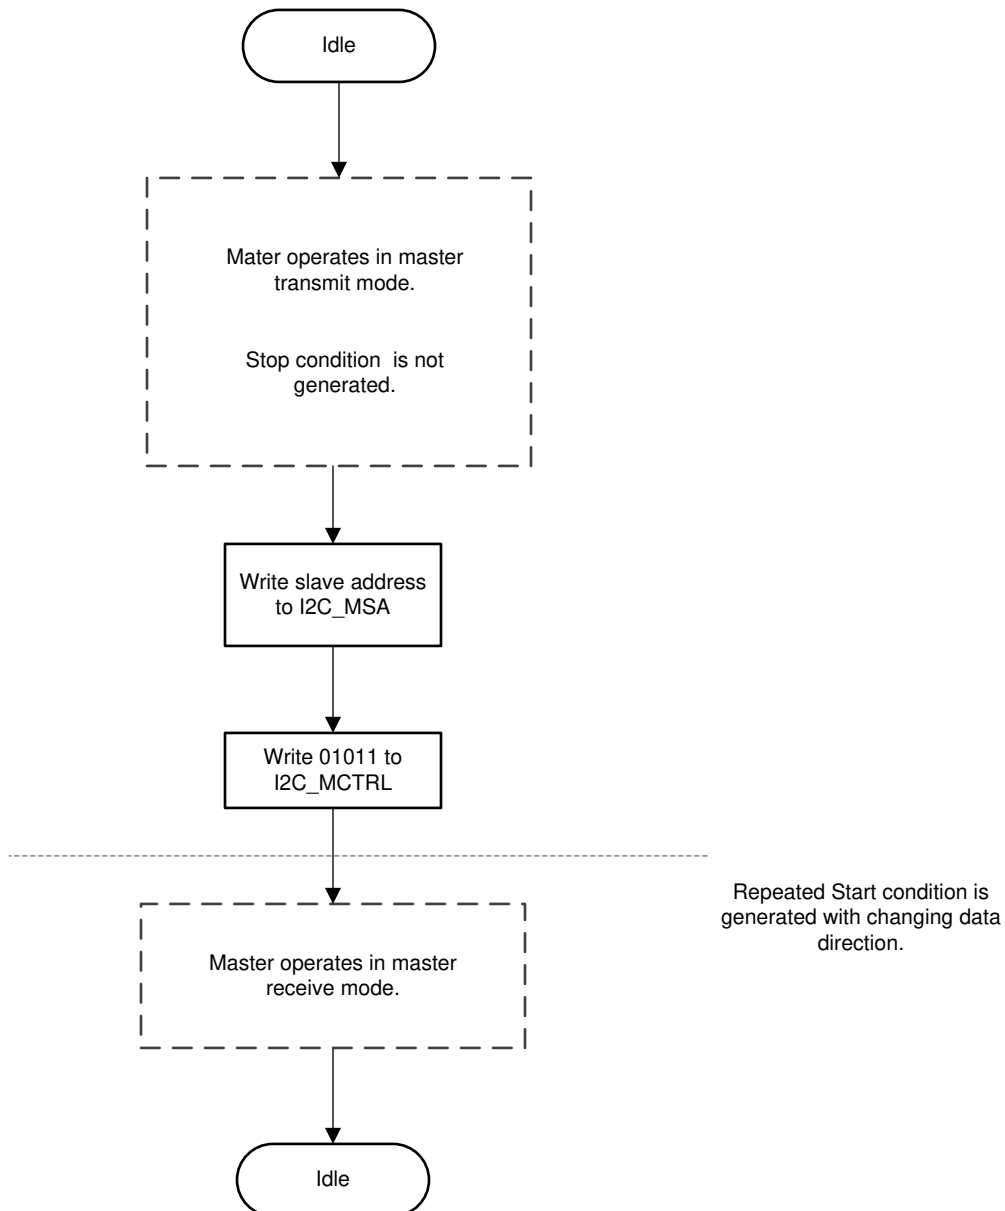 Idle
Mater operates in master
transmit mode.
Stop condition  is not
generated.
Write slave address
to I2C_MSA
Write 01011 to
I2C_MCTRL
Repeated Start condition is
generated with changing data
direction.
Master operates in master
receive mode.
Idle